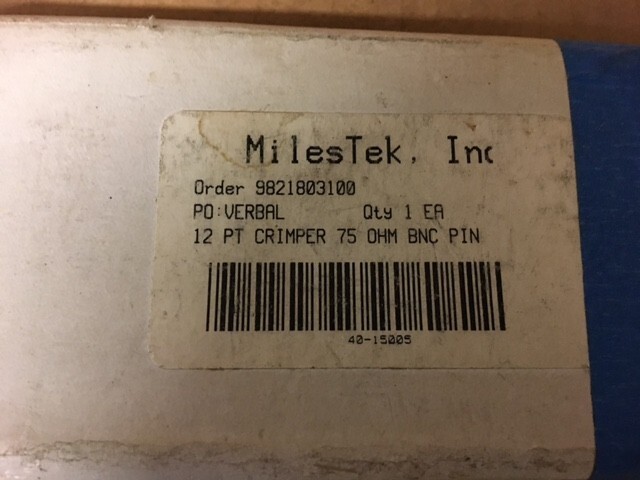 MilesTek, Inc
Order 9821803100
PO:VERBAL Qty 1 EA
12 PT CRIMPER 75 OHM BNC PIN
40-15005